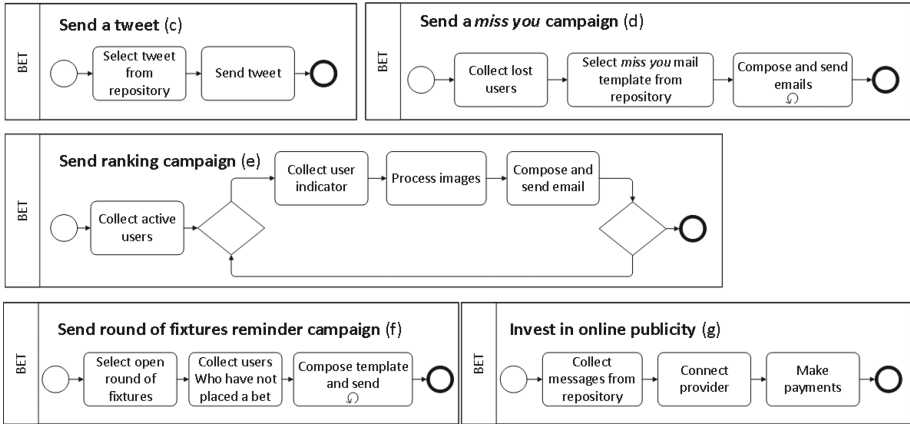 BET
Send a tweet (c)
Select tweet
from
repository
Send tweet
BET
Send a miss you campaign (d)
Collect lost
users
Select miss you mail
template from
repository
Compose and send
emails
BET
Send ranking campaign (e)
Collect active
users
Collect user
indicator
Process images
Compose and
send email
BET
Send round of fixtures reminder campaign (f)
Select open
round of
fixtures
Collect users
Who have not
placed a bet
Compose template
and send
BET
Invest in online publicity (g)
Collect
messages from
repository
Connect
provider
Make
payments